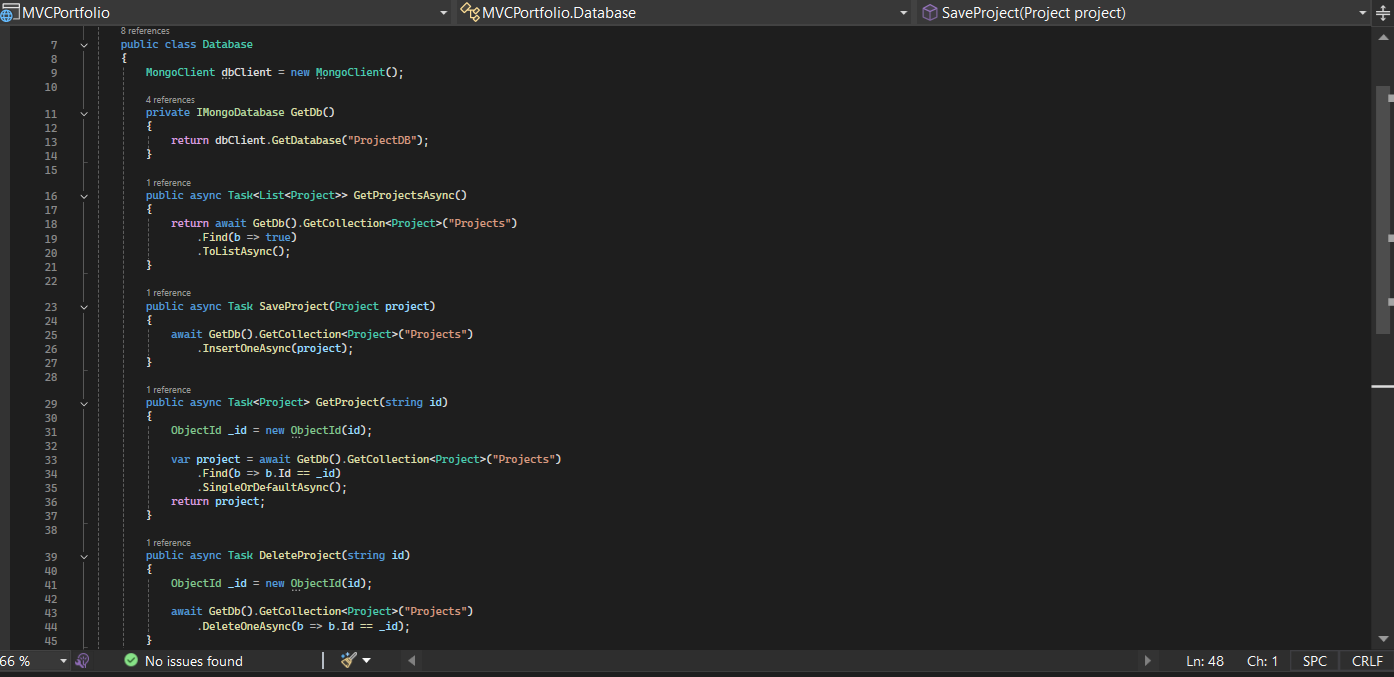 MVCPortfolio MVCPortfolio.Database SaveProject(Project project)
8 references
7 public class Database
8 {
9 MongoClient dbClient = new MongoClient();
10
4 references
11 private IMongoDatabase GetDb()
12 {
13 return dbClient.GetDatabase("ProjectDB");
14 }
15
1 reference
16 public async Task<List<Project>> GetProjectsAsync()
17 {
18 return await GetDb().GetCollection<Project>("Projects")
19 .Find(b => true)
20 .ToListAsync();
21 }
22
1 reference
23 public async Task SaveProject(Project project)
24 {
25 await GetDb().GetCollection<Project>("Projects")
26 .InsertOneAsync(project);
27 }
28
1 reference
29 public async Task<Project> GetProject(string id)
30 {
31 ObjectId _id = new ObjectId(id);
32
33 var project = await GetDb().GetCollection<Project>("Projects")
34 .Find(b => b.Id == _id)
35 .SingleOrDefaultAsync();
36 return project;
37 }
38
1 reference
39 public async Task DeleteProject(string id)
40 {
41 ObjectId _id = new ObjectId(id);
42
43 await GetDb().GetCollection<Project>("Projects")
44 .DeleteOneAsync(b => b.Id == _id);
45 }
66 % No issues found Ln: 48 Ch: 1 SPC CRLF